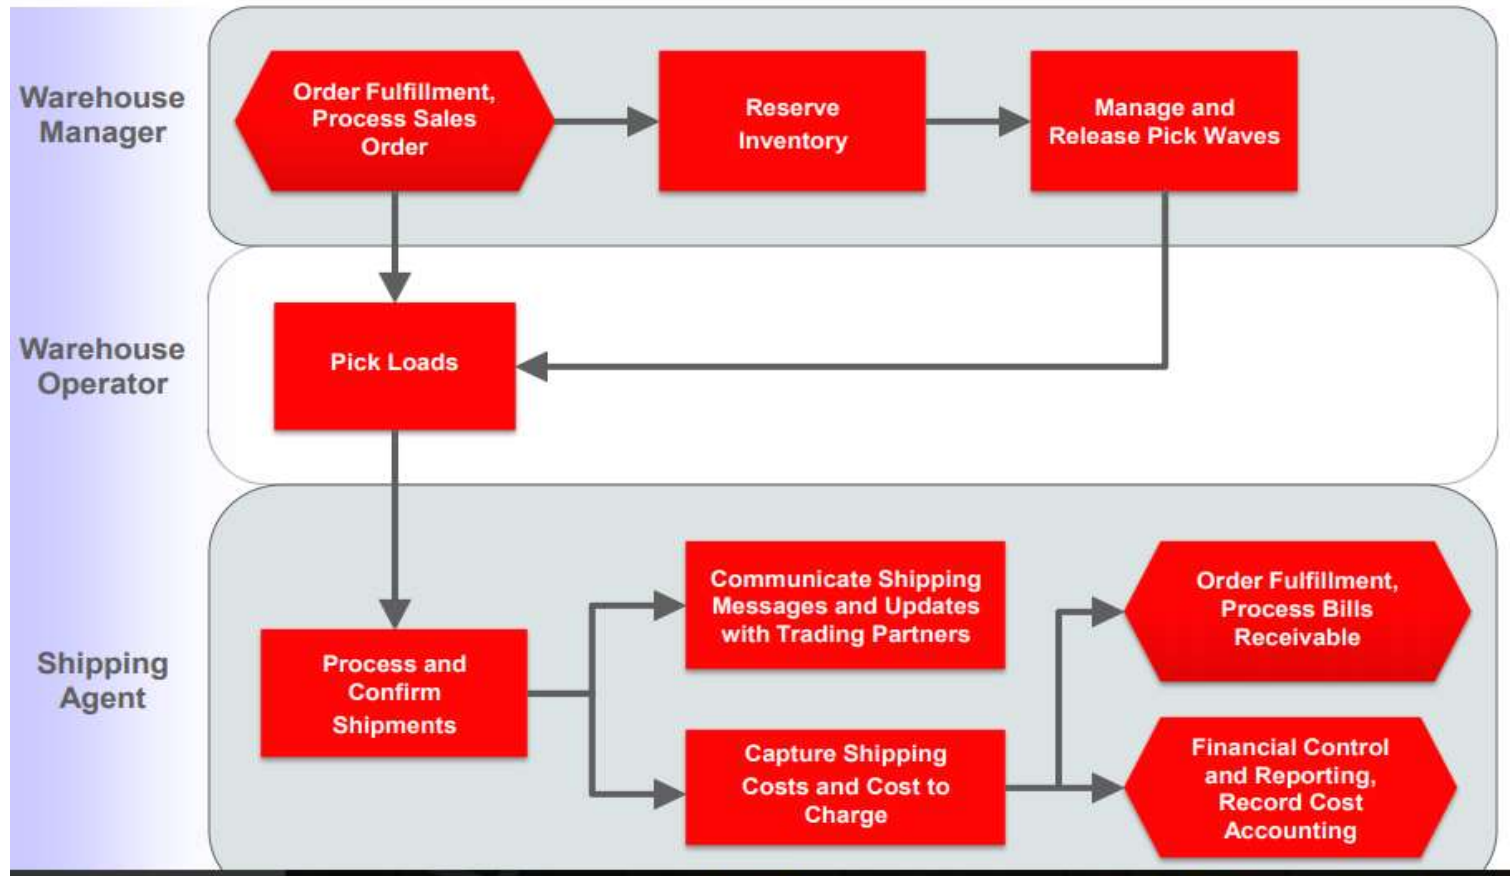 Warehouse
Manager
Order Fulfillment,
Process Sales
Order
Reserve
Inventory
Manage and
Release Pick Waves
Warehouse
Operator
Pick Loads
Shipping
Agent
Process and
Confirm
Shipments
Communicate Shipping
Messages and Updates
with Trading Partners
Capture Shipping
Costs and Cost to
Charge
Order Fulfillment,
Process Bills
Receivable
Financial Control
and Reporting,
Record Cost
Accounting